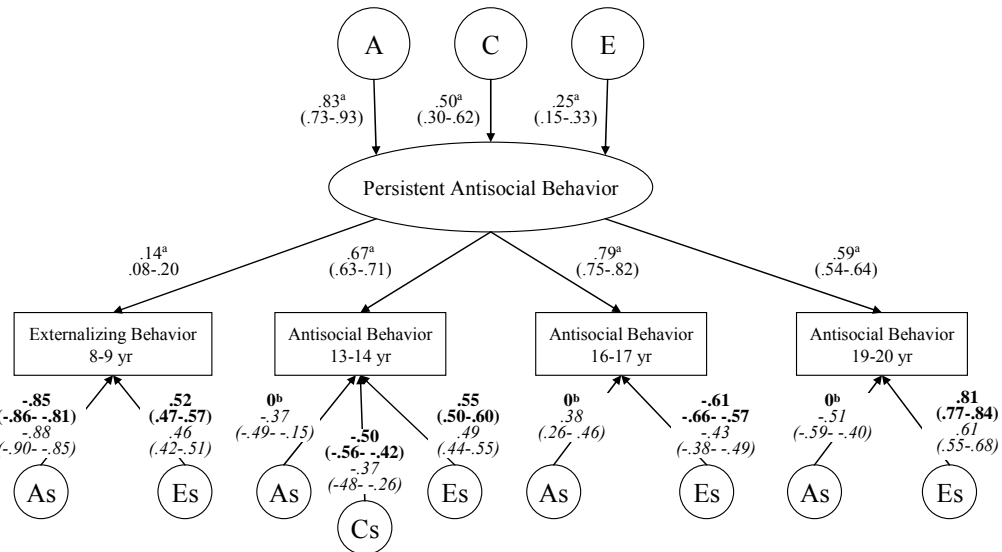 A
C
E
.83ᵃ
(.73-.93)
.50ᵃ
(.30-.62)
.25ᵃ
(.15-.33)
Persistent Antisocial Behavior
.14ᵃ
.08-.20
.67ᵃ
(.63-.71)
.79ᵃ
(.75-.82)
.59ᵃ
(.54-.64)
Externalizing Behavior
8-9 yr
Antisocial Behavior
13-14 yr
Antisocial Behavior
16-17 yr
Antisocial Behavior
19-20 yr
-.85
(-.86- -.81)
-.88
(-.90- -.85)
.52
(.47-.57)
.46
(.42-.51)
0ᵇ
-.37
(-.49- -.15)
-.50
(-.56- -.42)
-.37
(-48- -.26)
.55
(.50-.60)
.49
(.44-.55)
0ᵇ
.38
(.26- .46)
-.61
-.66- -.57
-.43
(-.38- -.49)
0ᵇ
-.51
(-.59- -.40)
.81
(.77-.84)
.61
(.55-.68)
As
Es
As
Cs
Es
As
Es
As
Es